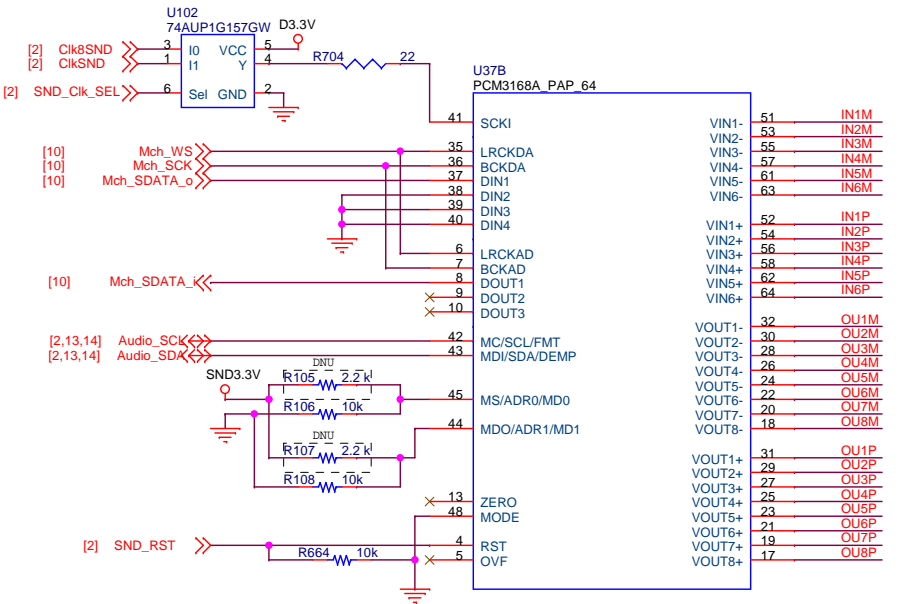 U102
74AUP1G157GW
D3.3V
[2] Clk8SND 3 I0 VCC 5
[2] ClkSND 1 I1 Y 4 R704 22
[2] SND_Clk_SEL 6 Sel GND 2
U37B
PCM3168A_PAP_64
41 SCKI
[10] Mch_WS 35 LRCKDA
[10] Mch_SCK 36 BCKDA
[10] Mch_SDATA_o 37 DIN1
38 DIN2
39 DIN3
40 DIN4
6 LRCKAD
7 BCKAD
[10] Mch_SDATA_i 8 DOUT1
9 DOUT2
10 DOUT3
[2,13,14] Audio_SCL 42 MC/SCL/FMT
[2,13,14] Audio_SDA 43 MDI/SDA/DEMP
DNU
SND3.3V R105 2.2 k
45 MS/ADR0/MD0
R106 10k
44 MDO/ADR1/MD1
DNU
R107 2.2 k
R108 10k
13 ZERO
48 MODE
[2] SND_RST 4 RST
R664 10k 5 OVF
VIN1- 51 IN1M
VIN2- 53 IN2M
VIN3- 55 IN3M
VIN4- 57 IN4M
VIN5- 61 IN5M
VIN6- 63 IN6M
VIN1+ 52 IN1P
VIN2+ 54 IN2P
VIN3+ 56 IN3P
VIN4+ 58 IN4P
VIN5+ 62 IN5P
VIN6+ 64 IN6P
VOUT1- 32 OU1M
VOUT2- 30 OU2M
VOUT3- 28 OU3M
VOUT4- 26 OU4M
VOUT5- 24 OU5M
VOUT6- 22 OU6M
VOUT7- 20 OU7M
VOUT8- 18 OU8M
VOUT1+ 31 OU1P
VOUT2+ 29 OU2P
VOUT3+ 27 OU3P
VOUT4+ 25 OU4P
VOUT5+ 23 OU5P
VOUT6+ 21 OU6P
VOUT7+ 19 OU7P
VOUT8+ 17 OU8P